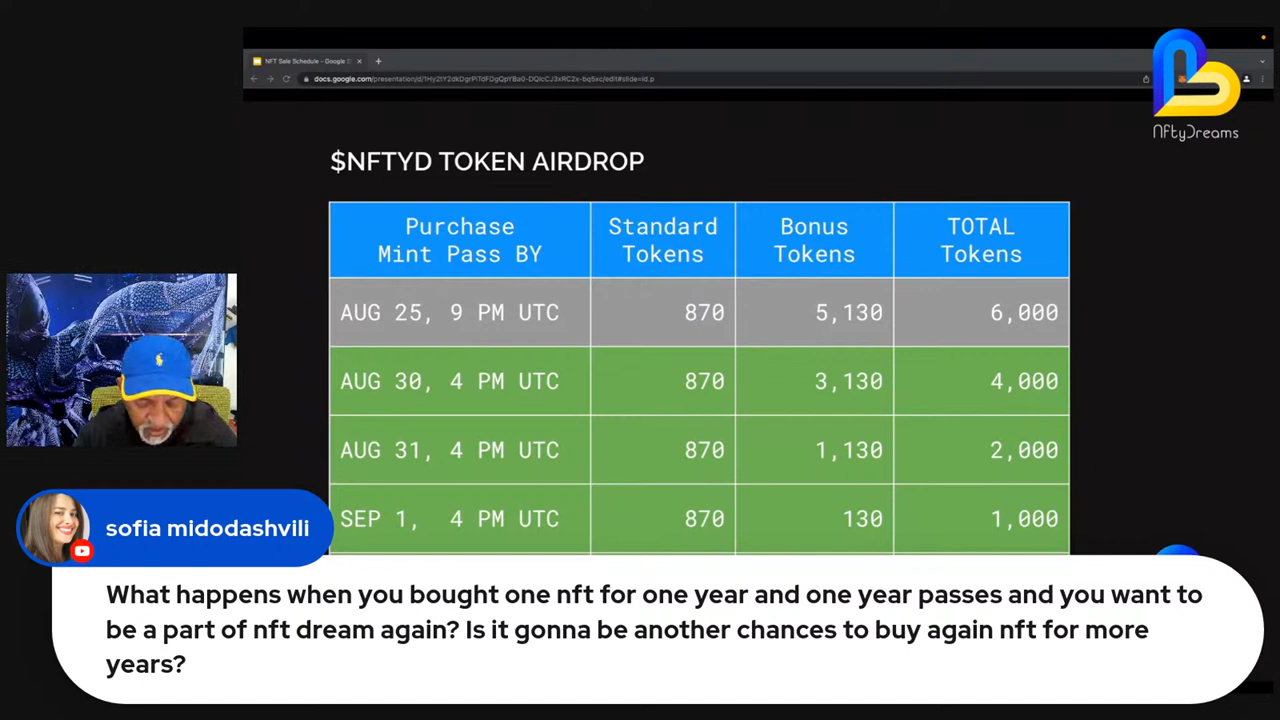 NFT Sale Schedule - Google S
NftyDreams
$NFTYD TOKEN AIRDROP
Purchase
Mint Pass BY
Standard
Tokens
Bonus
Tokens
TOTAL
Tokens
AUG 25, 9 PM UTC 870 5,130 6,000
AUG 30, 4 PM UTC 870 3,130 4,000
AUG 31, 4 PM UTC 870 1,130 2,000
SEP 1, 4 PM UTC 870 130 1,000
sofia midodashvili
What happens when you bought one nft for one year and one year passes and you want to
be a part of nft dream again? Is it gonna be another chances to buy again nft for more
years?